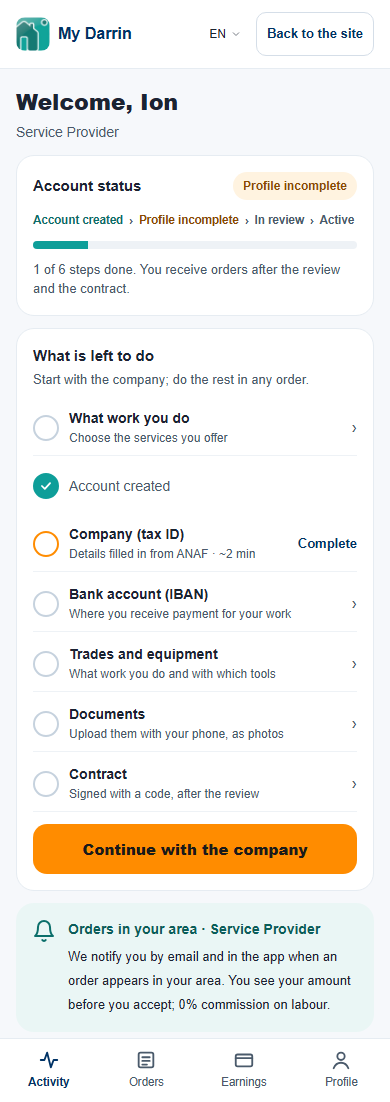 My Darrin
EN
Back to the site
Welcome, Ion
Service Provider
Account status
Profile incomplete
Account created › Profile incomplete › In review › Active
1 of 6 steps done. You receive orders after the review
and the contract.
What is left to do
Start with the company; do the rest in any order.
What work you do
Choose the services you offer
Account created
Company (tax ID)
Details filled in from ANAF · ~2 min
Complete
Bank account (IBAN)
Where you receive payment for your work
Trades and equipment
What work you do and with which tools
Documents
Upload them with your phone, as photos
Contract
Signed with a code, after the review
Continue with the company
Orders in your area · Service Provider
We notify you by email and in the app when an
order appears in your area. You see your amount
before you accept; 0% commission on labour.
Activity
Orders
Earnings
Profile